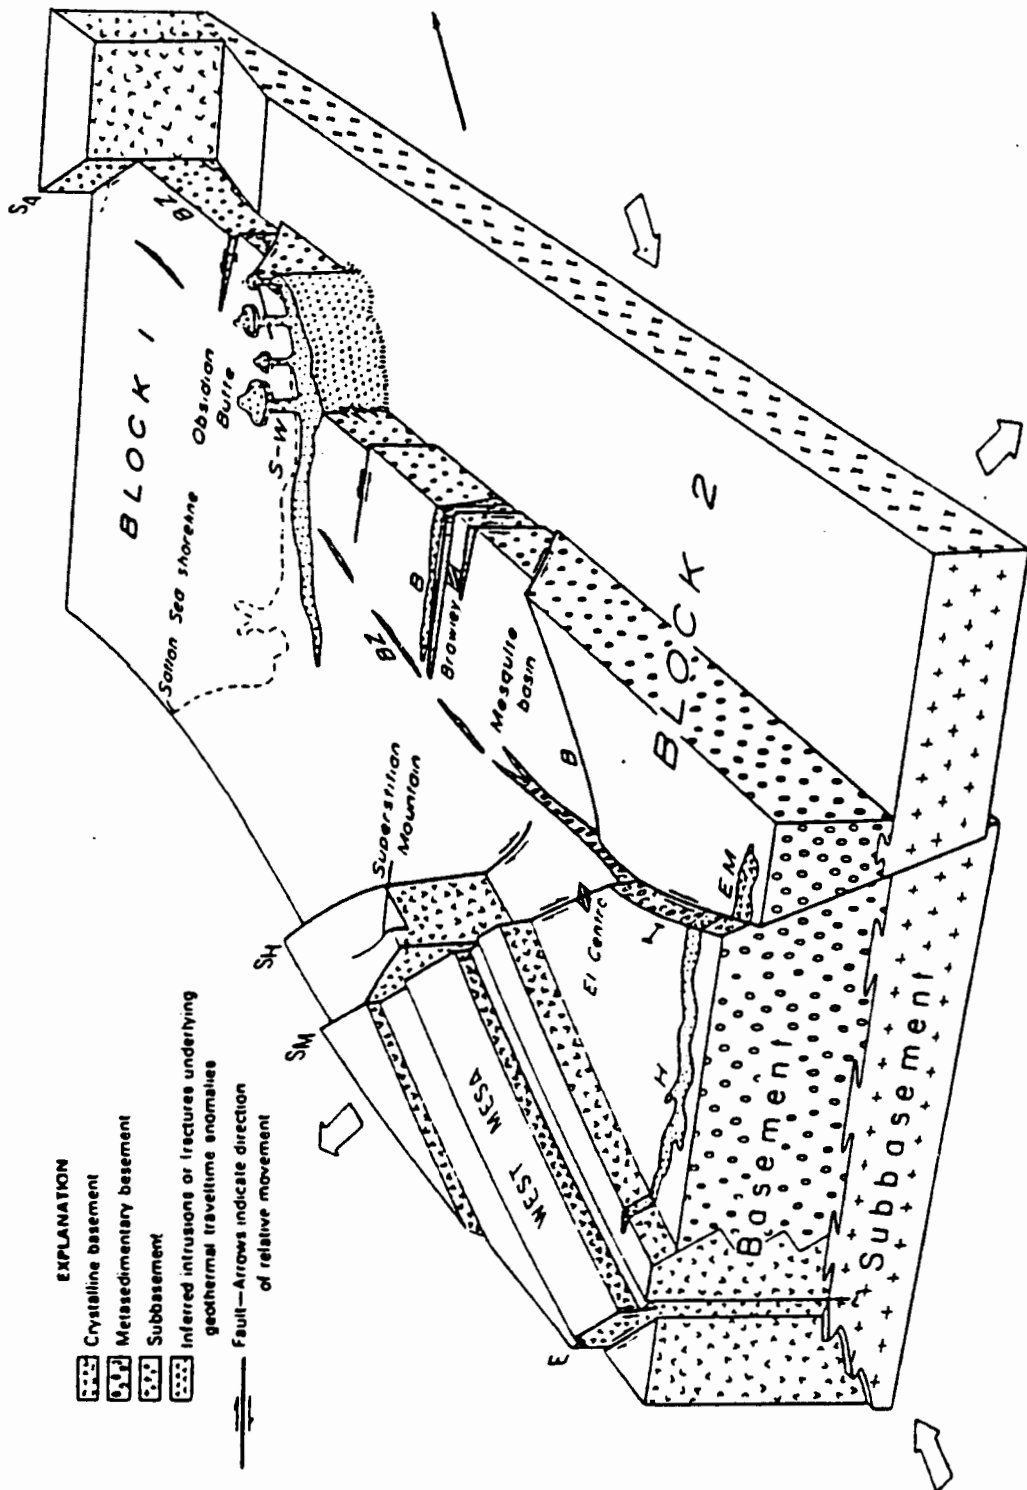 EXPLANATION
Crystalline basement
Metasedimentary basement
Subbasement
Inferred intrusions or fractures underlying
geothermal traveltime anomalies
Fault—Arrows indicate direction
of relative movement
SA
BZ
BLOCK 1
Salton Sea shoreline
Obsidian
Butte
S-W
BZ
B
Brawley
Mesquite
basin
B
BLOCK 2
Superstition
Mountain
SH
SM
WEST MESA
E
El Centro
I
EM
H
Basement
Subbasement